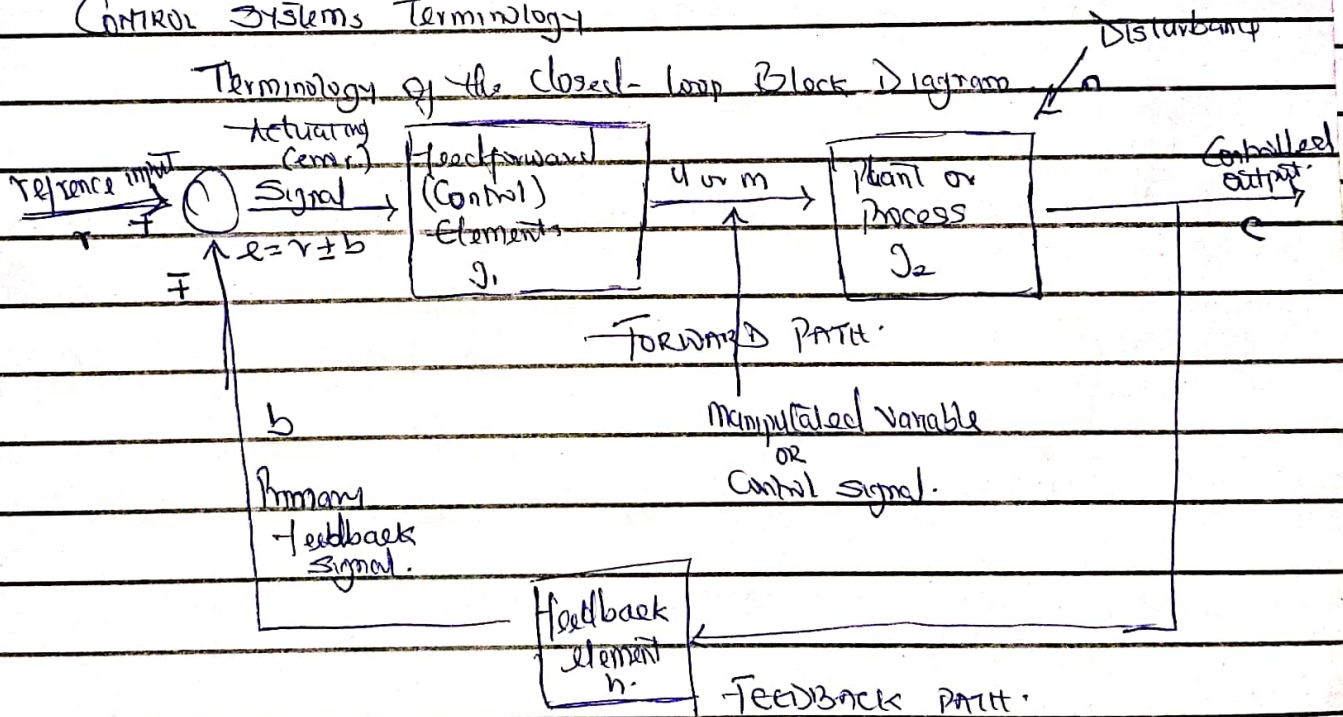 CONTROL Systems Terminology
Terminology of the closed-loop Block Diagram
Disturbance
n
Actuating
(error)
Signal
e = r ± b
refrence input
r
+
∓
Feedforward
(Control)
Elements
g₁
u or m
Plant or
Process
g₂
Controlled
output.
c
FORWARD PATH.
Manipulated variable
OR
Control signal.
b
Primary
feedback
signal.
Feedback
element
h.
FEEDBACK PATH.